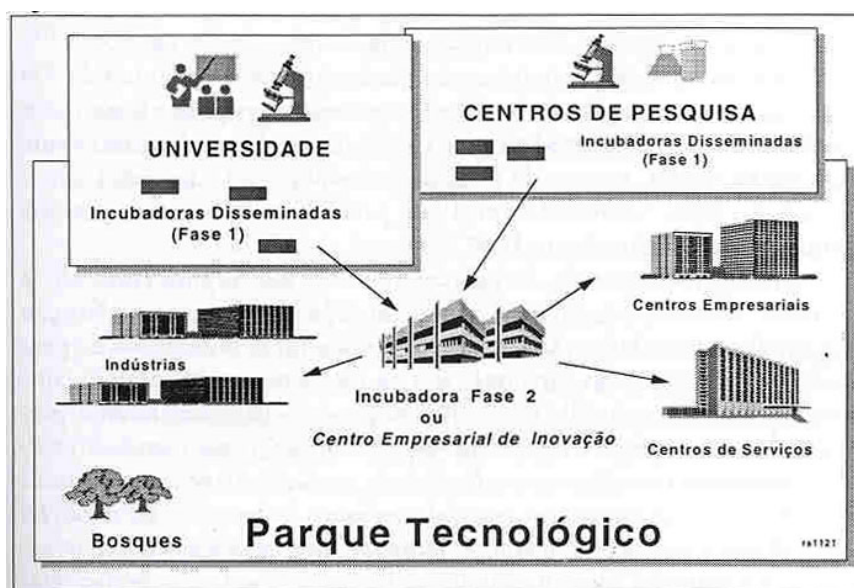 UNIVERSIDADE
Incubadoras Disseminadas
(Fase 1)
CENTROS DE PESQUISA
Incubadoras Disseminadas
(Fase 1)
Centros Empresariais
Indústrias
Incubadora Fase 2
ou
Centro Empresarial de Inovação
Centros de Serviços
Bosques
Parque Tecnológico
rs1121